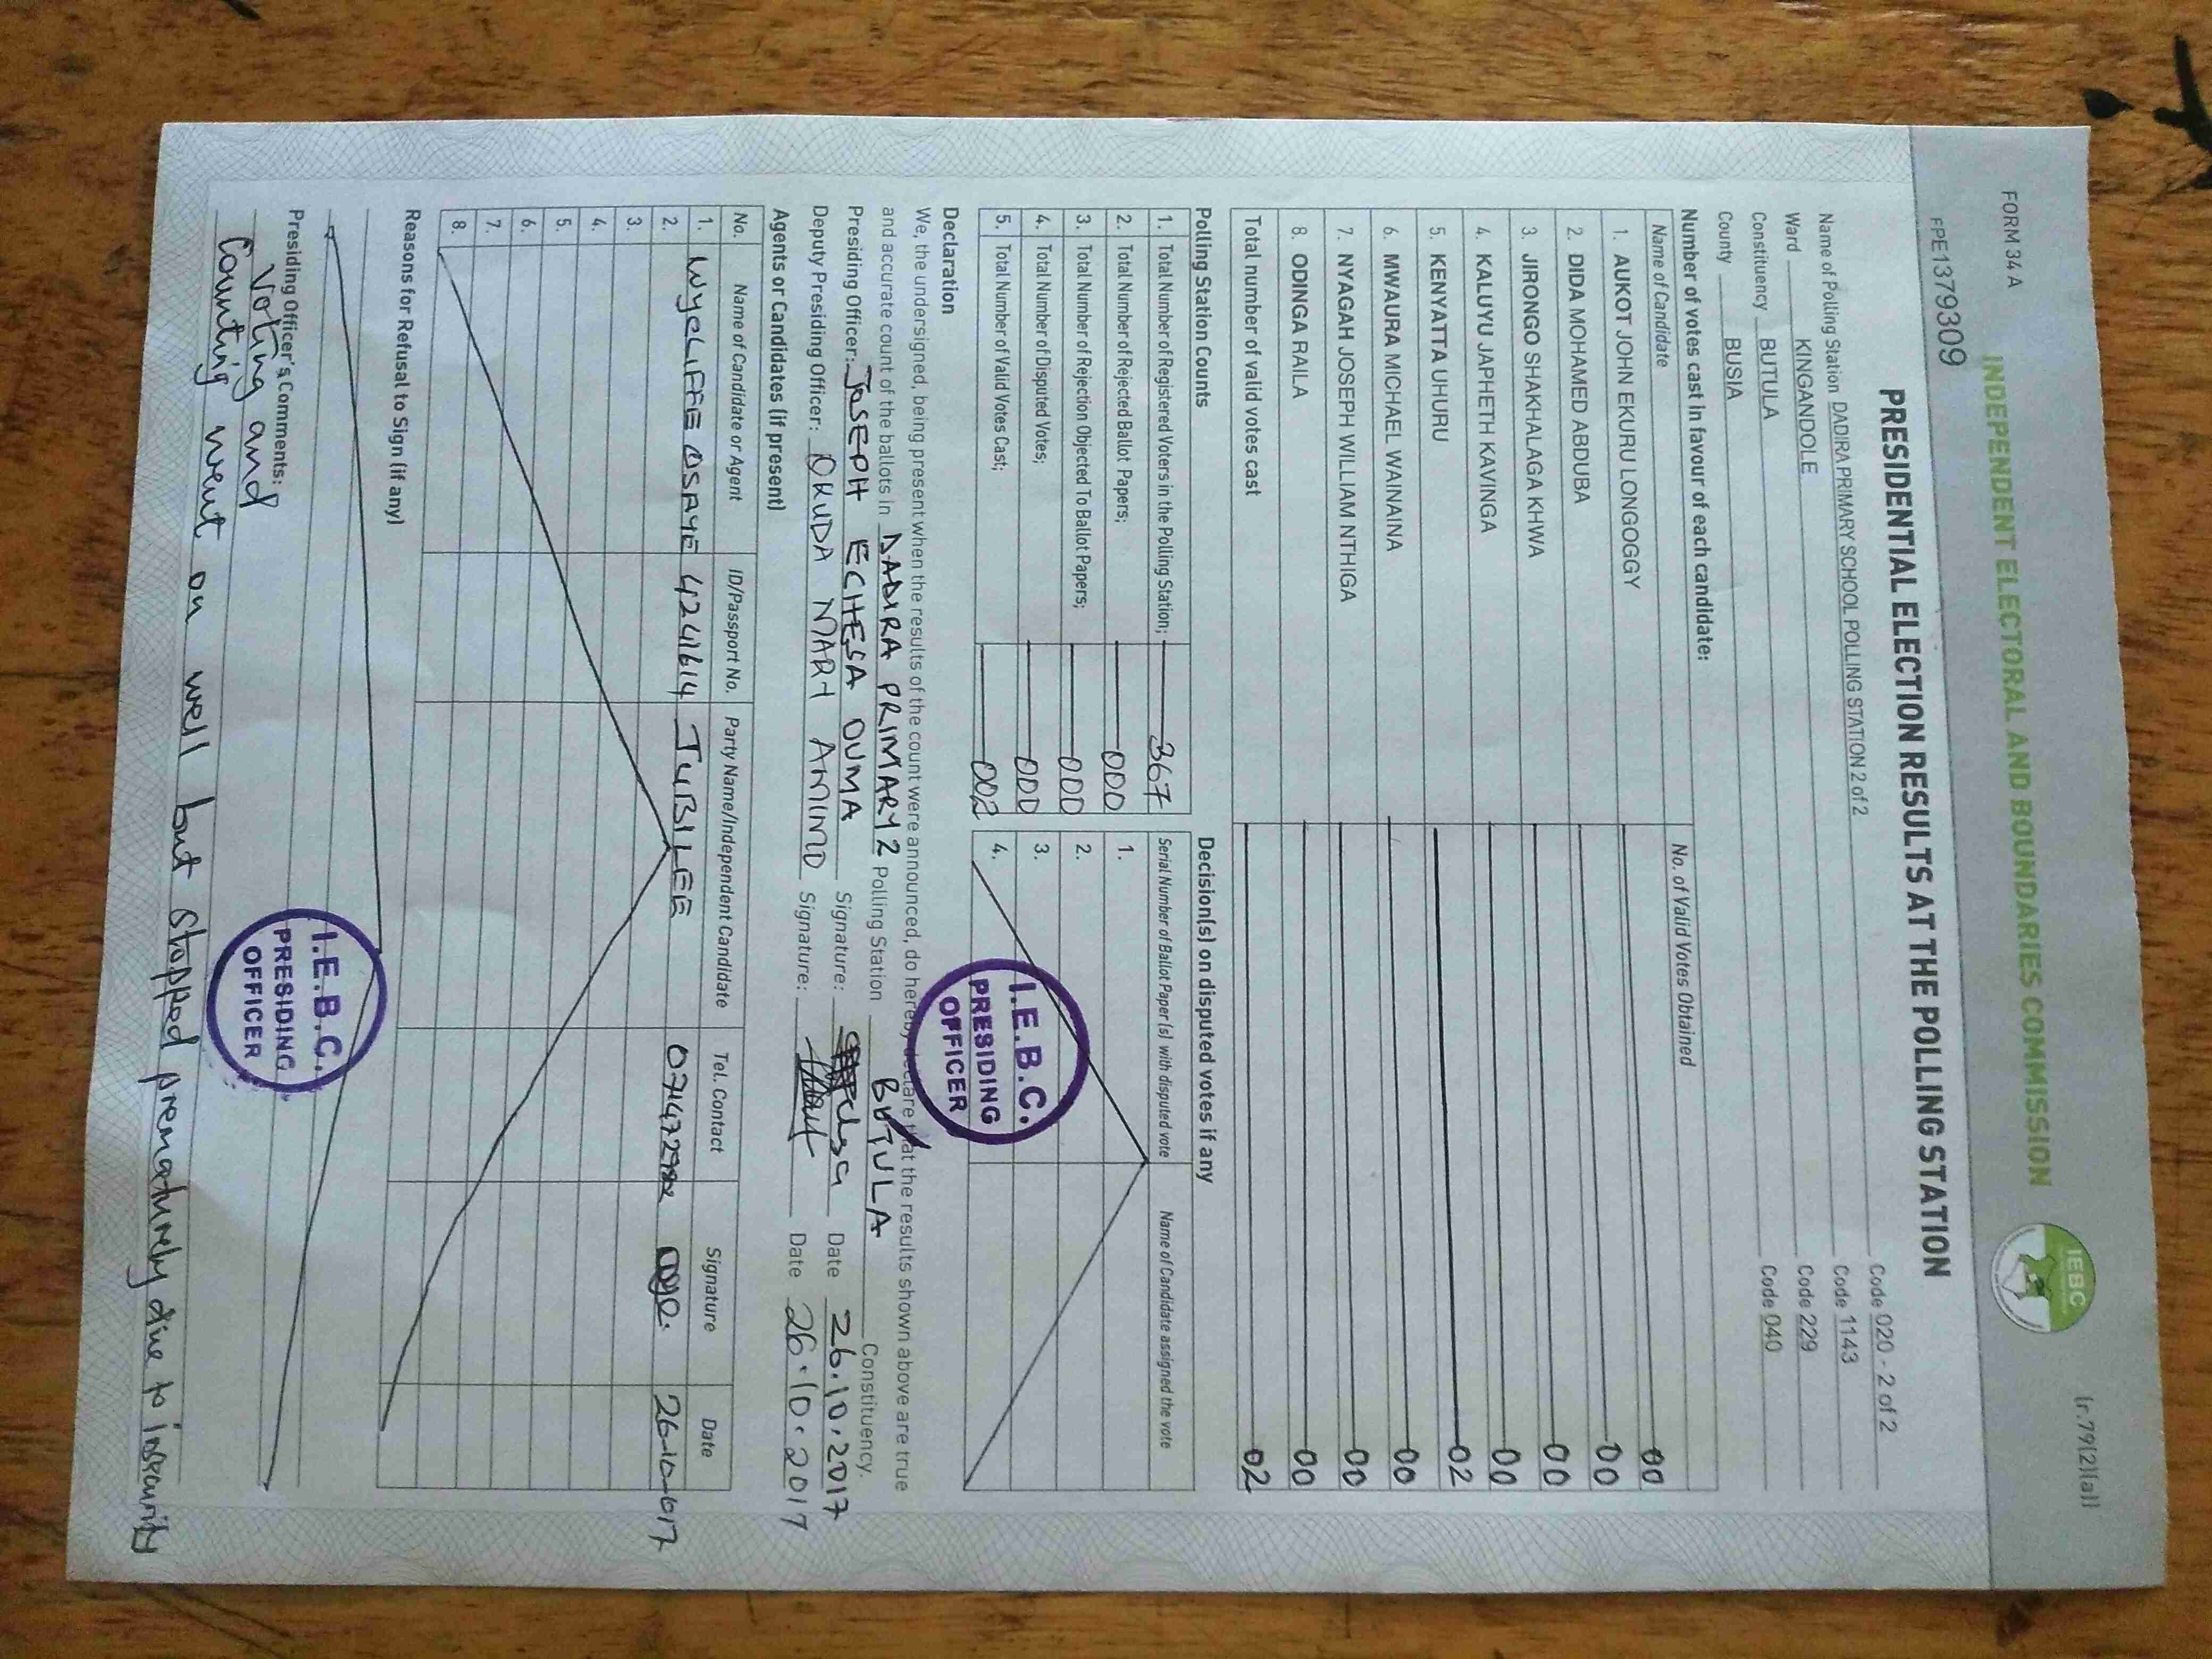 FORM 34 A
(r.79(2)(a))
INDEPENDENT ELECTORAL AND BOUNDARIES COMMISSION
IEBC
FPE1379309
PRESIDENTIAL ELECTION RESULTS AT THE POLLING STATION
Name of Polling Station DADIRA PRIMARY SCHOOL POLLING STATION 2 of 2 Code 020 - 2 of 2
Ward KINGANDOLE Code 1143
Constituency BUTULA Code 229
County BUSIA Code 040
Number of votes cast in favour of each candidate:
Name of Candidate No. of Valid Votes Obtained
1. AUKOT JOHN EKURU LONGOGGY 00
2. DIDA MOHAMED ABDUBA 00
3. JIRONGO SHAKHALAGA KHWA 00
4. KALUYU JAPHETH KAVINGA 00
5. KENYATTA UHURU 02
6. MWAURA MICHAEL WAINAINA 00
7. NYAGAH JOSEPH WILLIAM NTHIGA 00
8. ODINGA RAILA 00
Total number of valid votes cast 02
Polling Station Counts
1. Total Number of Registered Voters in the Polling Station; 367
2. Total Number of Rejected Ballot Papers; 000
3. Total Number of Rejection Objected To Ballot Papers; 000
4. Total Number of Disputed Votes; 000
5. Total Number of Valid Votes Cast; 002
Decision(s) on disputed votes if any
Serial Number of Ballot Paper(s) with disputed vote Name of Candidate assigned the vote
1.
2.
3.
4.
I.E.B.C.
PRESIDING
OFFICER
Declaration
We, the undersigned, being present when the results of the count were announced, do hereby declare that the results shown above are true
and accurate count of the ballots in DADIRA PRIMARY 2 Polling Station BUTULA Constituency.
Presiding Officer: JOSEPH ECHESA OUMA Signature: Date 26.10.2017
Deputy Presiding Officer: OKUDA MARY AMIMO Signature: Date 26.10.2017
Agents or Candidates (if present)
No. Name of Candidate or Agent ID/Passport No. Party Name/Independent Candidate Tel. Contact Signature Date
1. WYCLIFFE OSAYE 4241614 JUBILEE 26-10-017
2.
3.
4.
5.
6.
7.
8.
Reasons for Refusal to Sign (if any)
I.E.B.C.
PRESIDING
OFFICER
Presiding Officer's Comments:
Voting and
Counting went on well but stopped prematurely due to insecurity